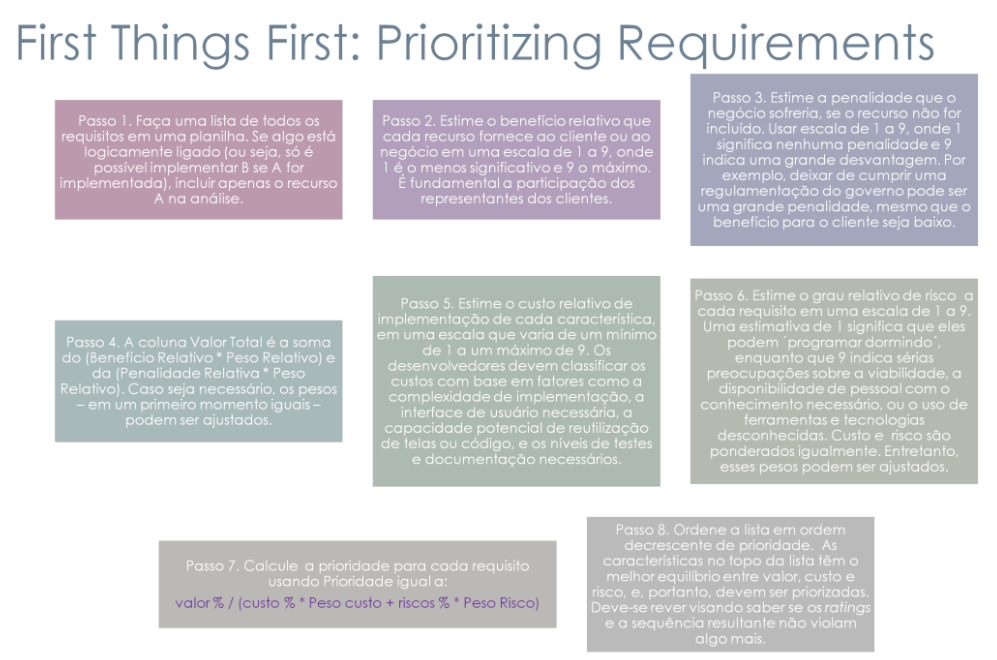 First Things First: Prioritizing Requirements
Passo 1. Faça uma lista de todos os
requisitos em uma planilha. Se algo está
logicamente ligado (ou seja, só é
possível implementar B se A for
implementada), incluir apenas o recurso
A na análise.
Passo 2. Estime o benefício relativo que
cada recurso fornece ao cliente ou ao
negócio em uma escala de 1 a 9, onde
1 é o menos significativo e 9 o máximo.
É fundamental a participação dos
representantes dos clientes.
Passo 3. Estime a penalidade que o
negócio sofreria, se o recurso não for
incluído. Usar escala de 1 a 9, onde 1
significa nenhuma penalidade e 9
indica uma grande desvantagem. Por
exemplo, deixar de cumprir uma
regulamentação do governo pode ser
uma grande penalidade, mesmo que o
benefício para o cliente seja baixo.
Passo 4. A coluna Valor Total é a soma
do (Benefício Relativo * Peso Relativo) e
da (Penalidade Relativa * Peso
Relativo). Caso seja necessário, os pesos
– em um primeiro momento iguais –
podem ser ajustados.
Passo 5. Estime o custo relativo de
implementação de cada característica,
em uma escala que varia de um mínimo
de 1 a um máximo de 9. Os
desenvolvedores devem classificar os
custos com base em fatores como a
complexidade de implementação, a
interface de usuário necessária, a
capacidade potencial de reutilização
de telas ou código, e os níveis de testes
e documentação necessários.
Passo 6. Estime o grau relativo de risco a
cada requisito em uma escala de 1 a 9.
Uma estimativa de 1 significa que eles
podem ´programar dormindo´,
enquanto que 9 indica sérias
preocupações sobre a viabilidade, a
disponibilidade de pessoal com o
conhecimento necessário, ou o uso de
ferramentas e tecnologias
desconhecidas. Custo e risco são
ponderados igualmente. Entretanto,
esses pesos podem ser ajustados.
Passo 7. Calcule a prioridade para cada requisito
usando Prioridade igual a:
valor % / (custo % * Peso custo + riscos % * Peso Risco)
Passo 8. Ordene a lista em ordem
decrescente de prioridade. As
características no topo da lista têm o
melhor equilíbrio entre valor, custo e
risco, e, portanto, devem ser priorizadas.
Deve-se rever visando saber se os ratings
e a sequência resultante não violam
algo mais.